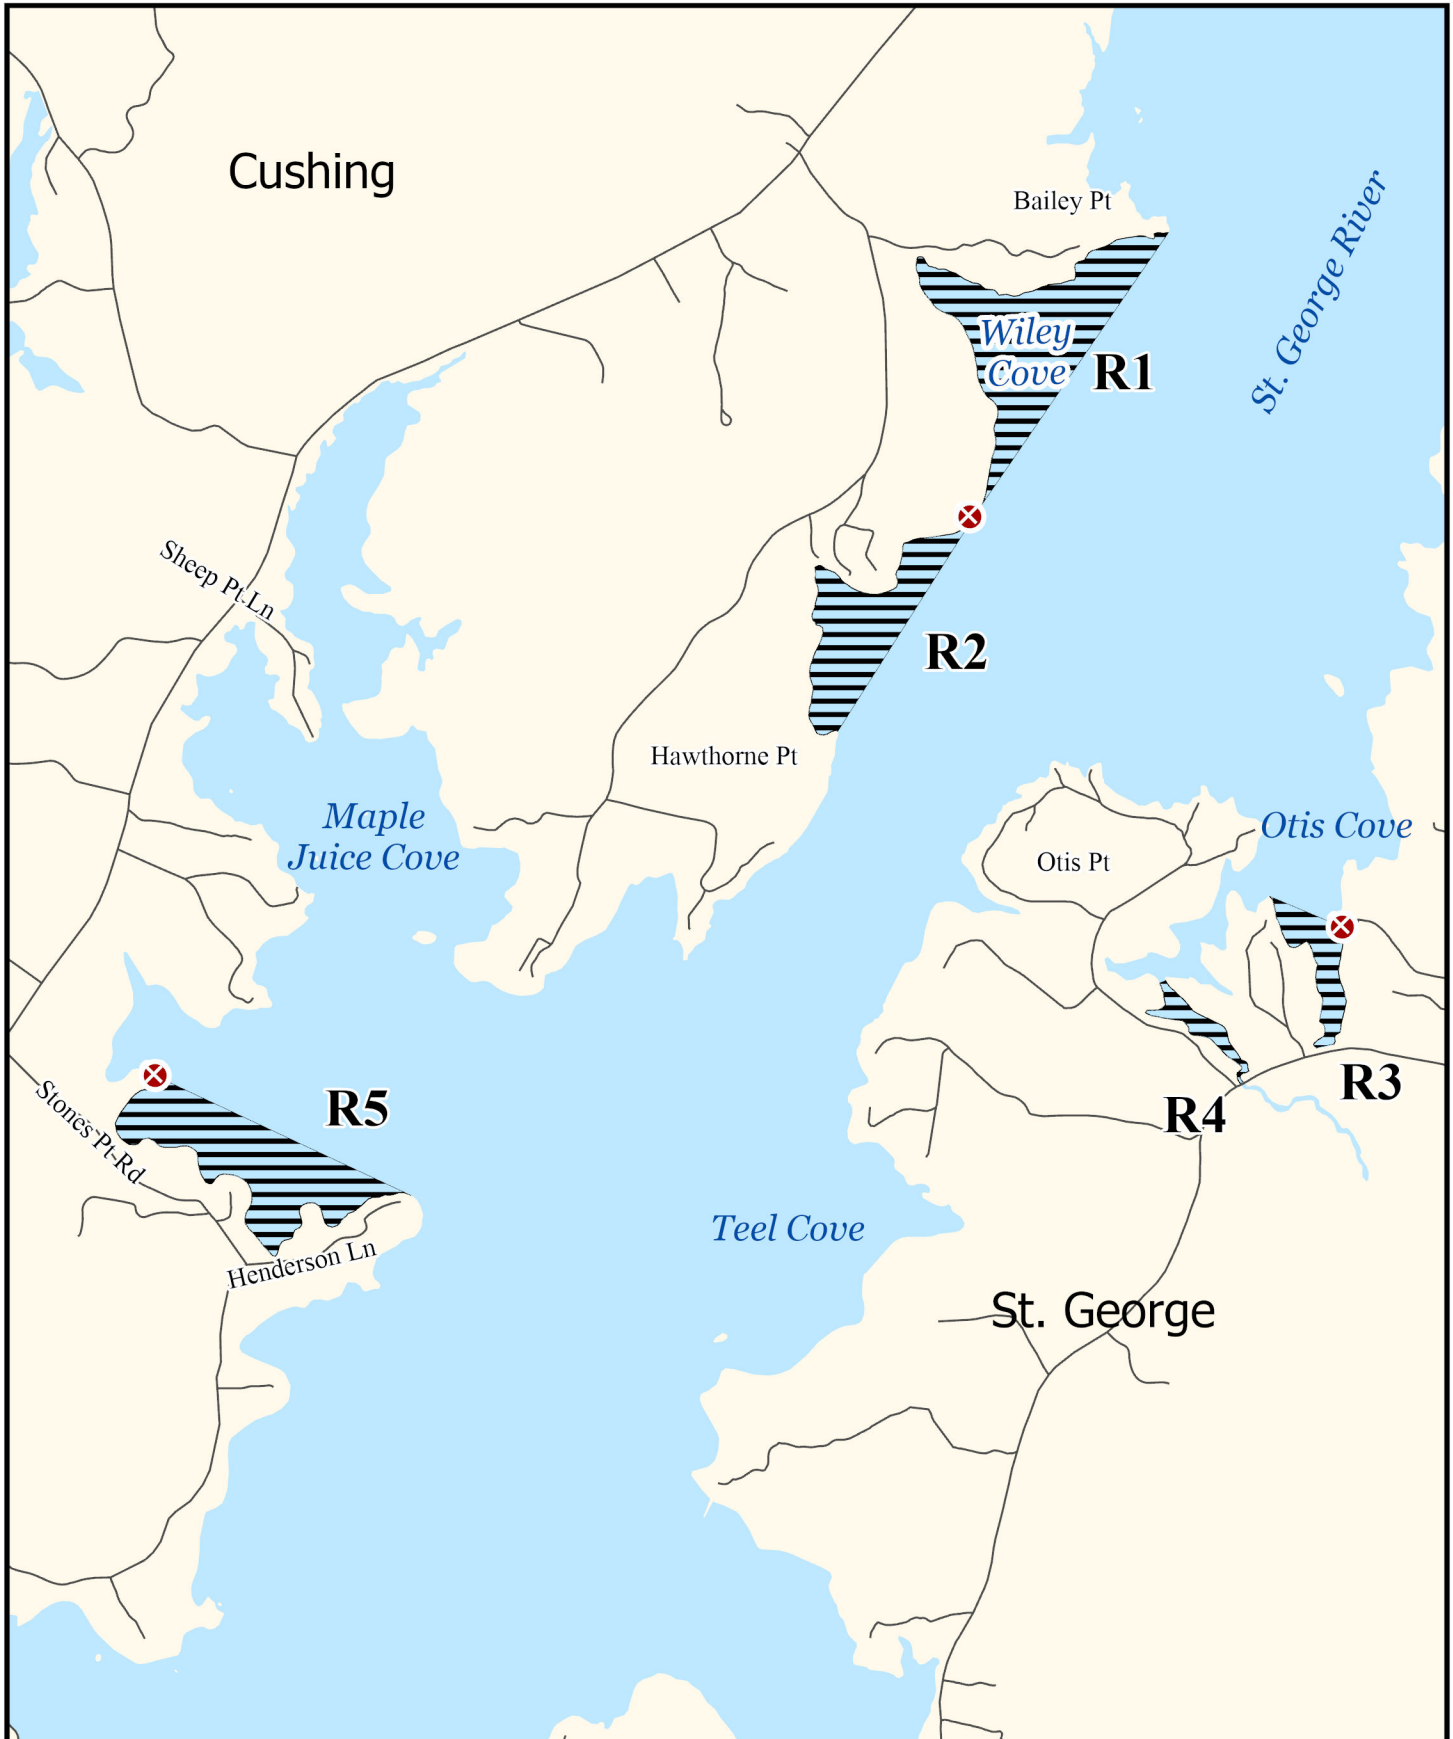 Cushing
Bailey Pt
St. George River
Wiley
Cove
R1
Sheep Pt Ln
R2
Hawthorne Pt
Maple
Juice Cove
Otis Cove
Otis Pt
R3
R4
R5
Stones Pt Rd
Teel Cove
Henderson Ln
St. George